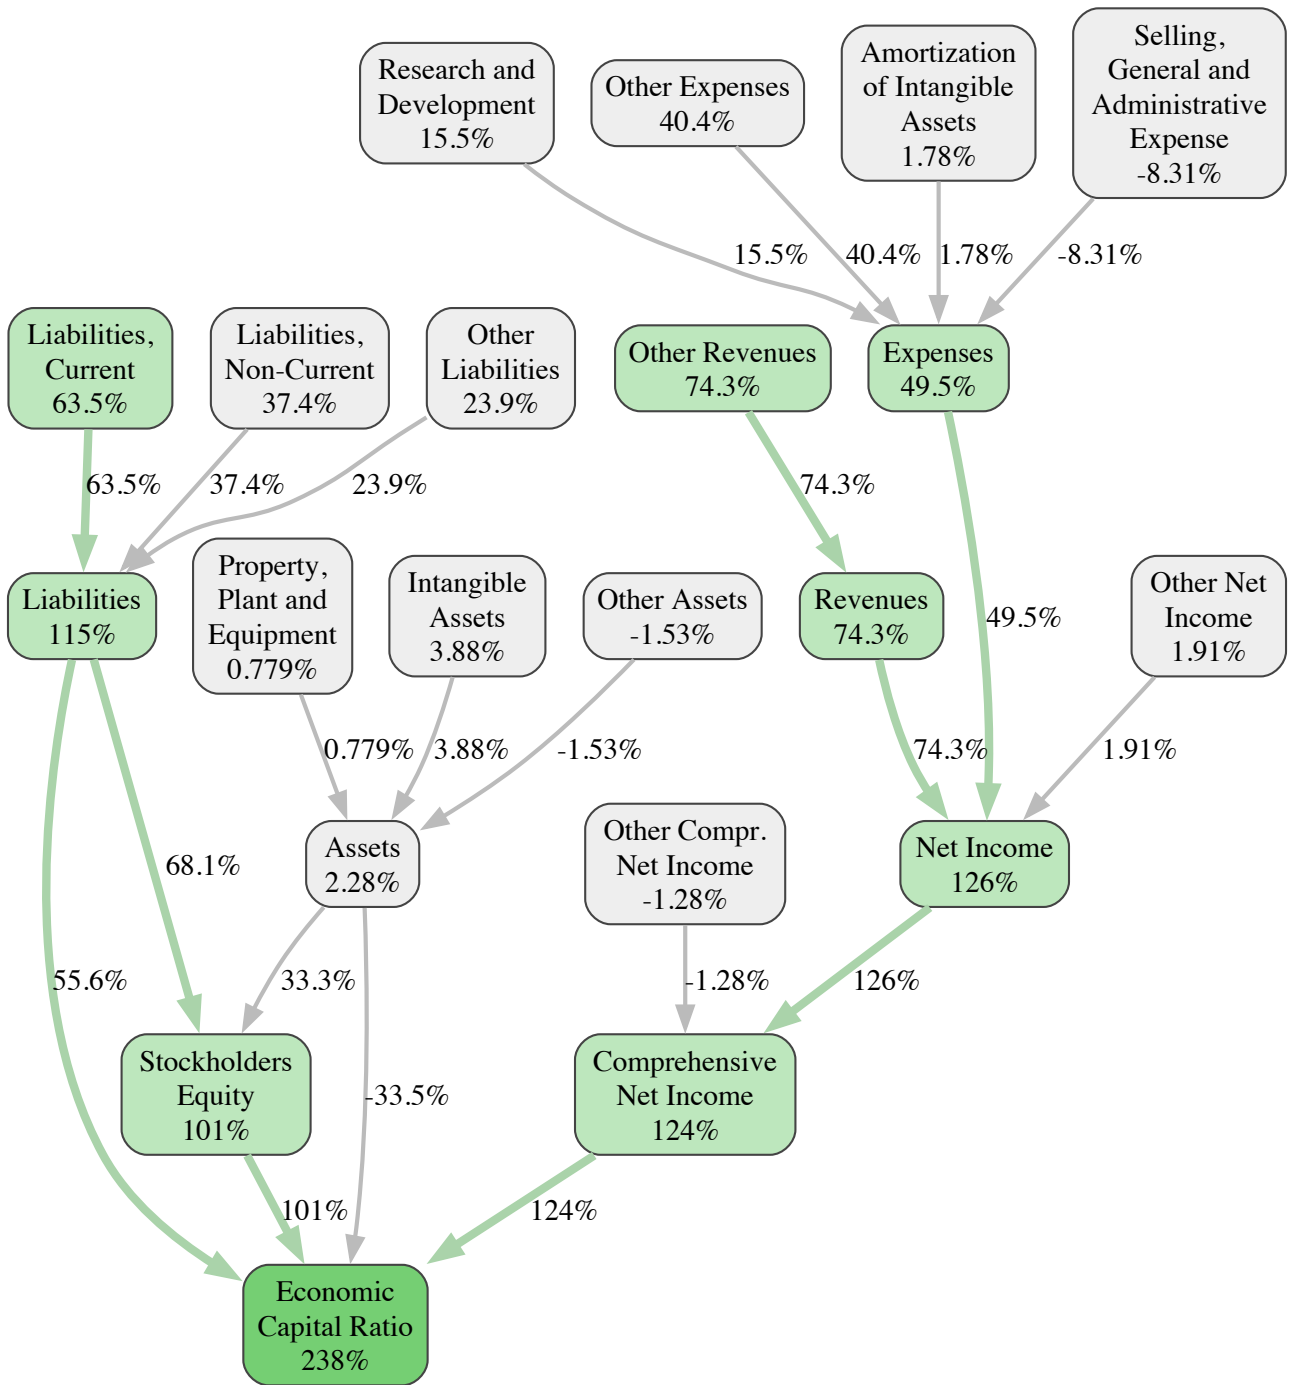 Research and
Development
15.5%
Other Expenses
40.4%
Amortization
of Intangible
Assets
1.78%
Selling,
General and
Administrative
Expense
-8.31%
15.5%
40.4%
1.78%
-8.31%
Liabilities,
Current
63.5%
Liabilities,
Non-Current
37.4%
Other
Liabilities
23.9%
Other Revenues
74.3%
Expenses
49.5%
63.5%
37.4%
23.9%
74.3%
Liabilities
115%
Property,
Plant and
Equipment
0.779%
Intangible
Assets
3.88%
Other Assets
-1.53%
Revenues
74.3%
49.5%
Other Net
Income
1.91%
0.779%
3.88%
-1.53%
74.3%
1.91%
68.1%
Assets
2.28%
Other Compr.
Net Income
-1.28%
Net Income
126%
55.6%
33.3%
-1.28%
126%
Stockholders
Equity
101%
-33.5%
Comprehensive
Net Income
124%
101%
124%
Economic
Capital Ratio
238%